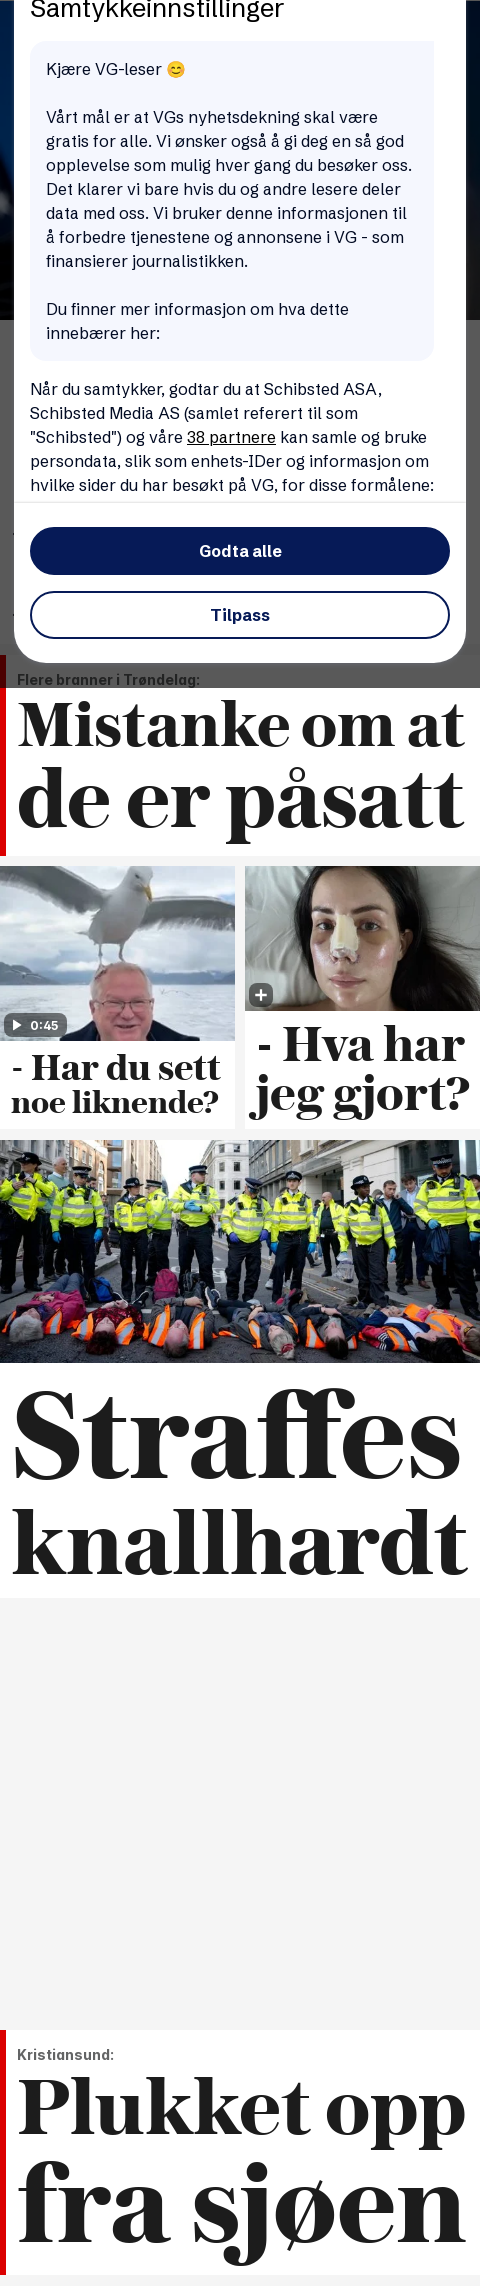 Samtykkeinnstillinger
Kjære VG-leser 😊
Vårt mål er at VGs nyhetsdekning skal være
gratis for alle. Vi ønsker også å gi deg en så god
opplevelse som mulig hver gang du besøker oss.
Det klarer vi bare hvis du og andre lesere deler
data med oss. Vi bruker denne informasjonen til
å forbedre tjenestene og annonsene i VG - som
finansierer journalistikken.
Du finner mer informasjon om hva dette
innebærer her:
Når du samtykker, godtar du at Schibsted ASA,
Schibsted Media AS (samlet referert til som
"Schibsted") og våre 38 partnere kan samle og bruke
persondata, slik som enhets-IDer og informasjon om
hvilke sider du har besøkt på VG, for disse formålene:
Godta alle
Tilpass
Flere branner i Trøndelag:
Mistanke om at
de er påsatt
0:45
- Har du sett
noe liknende?
- Hva har
jeg gjort?
Straffes
knallhardt
Kristiansund:
Plukket opp
fra sjøen